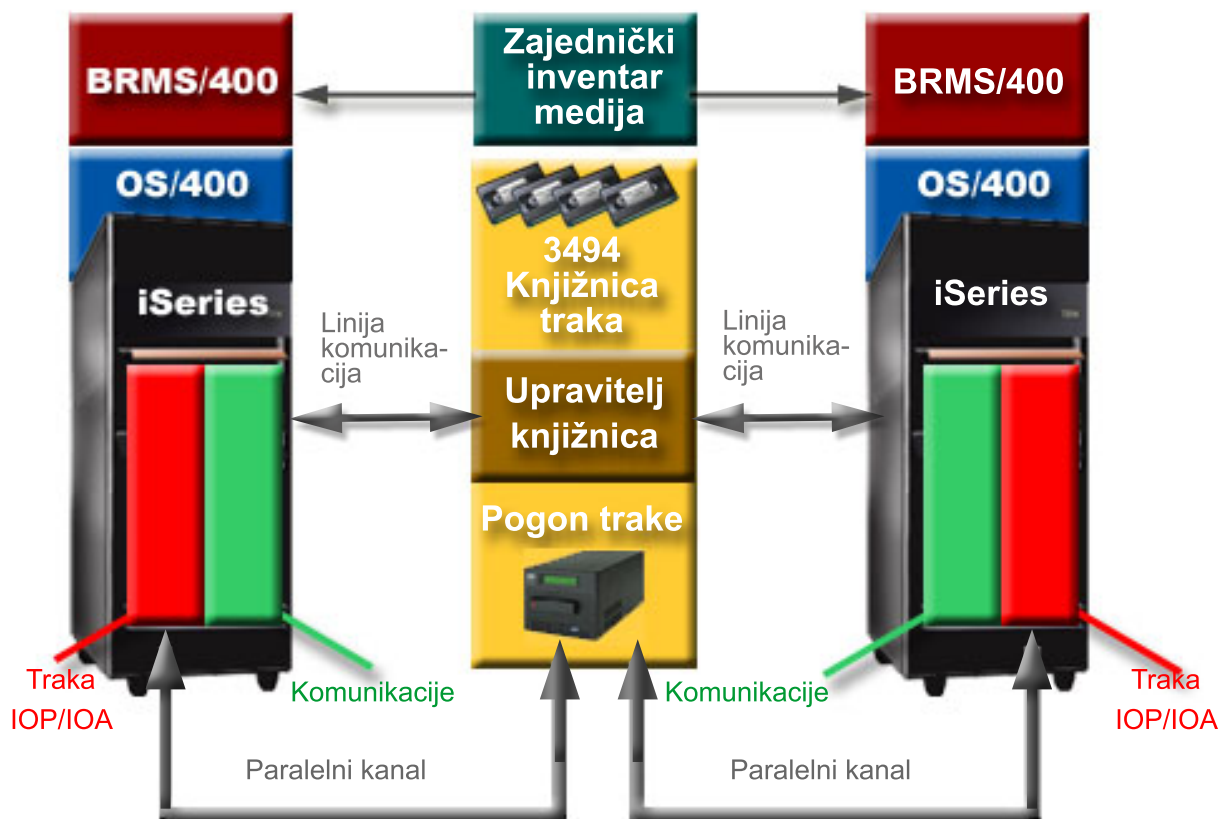 BRMS/400
Zajednički
inventar
medija
BRMS/400
OS/400
OS/400
3494
Knjižnica
traka
iSeries
iSeries
Linija
komunika-
cija
Linija
komunika-
cija
Upravitelj
knjižnica
Pogon trake
Traka
IOP/IOA
Komunikacije
Komunikacije
Traka
IOP/IOA
Paralelni kanal
Paralelni kanal